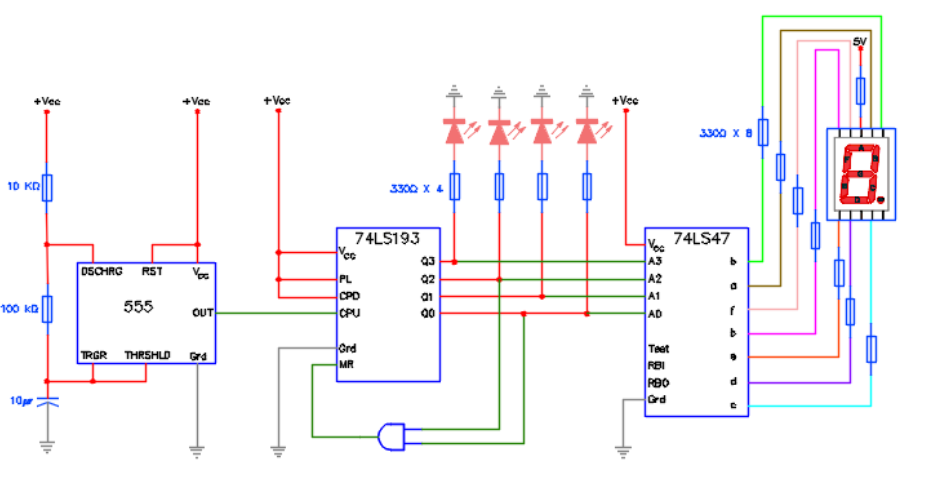 5V
+Vcc
+Vcc
+Vcc
+Vcc
330Ω X 8
10 KΩ
330Ω X 4
74LS193
74LS47
Vcc
Vcc
DSCHRG
RST
Vcc
Q3
A3
b
PL
Q2
A2
a
CPD
Q1
A1
f
100 kΩ
555
OUT
CPU
Q0
A0
b
TRGR
THRSHLD
Grd
Grd
Test
e
MR
RBI
RBO
d
10µF
Grd
c